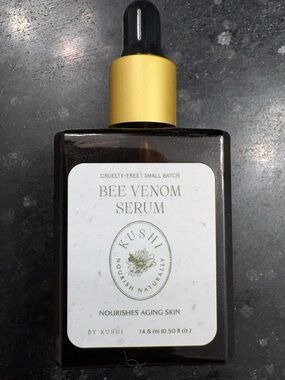 CRUELTY-FREE | SMALL BATCH
BEE VENOM
SERUM
KUSHI
NOURISH NATURALLY
NOURISHES AGING SKIN
BY KUSHI 14.8 ml (0.50 fl oz.)